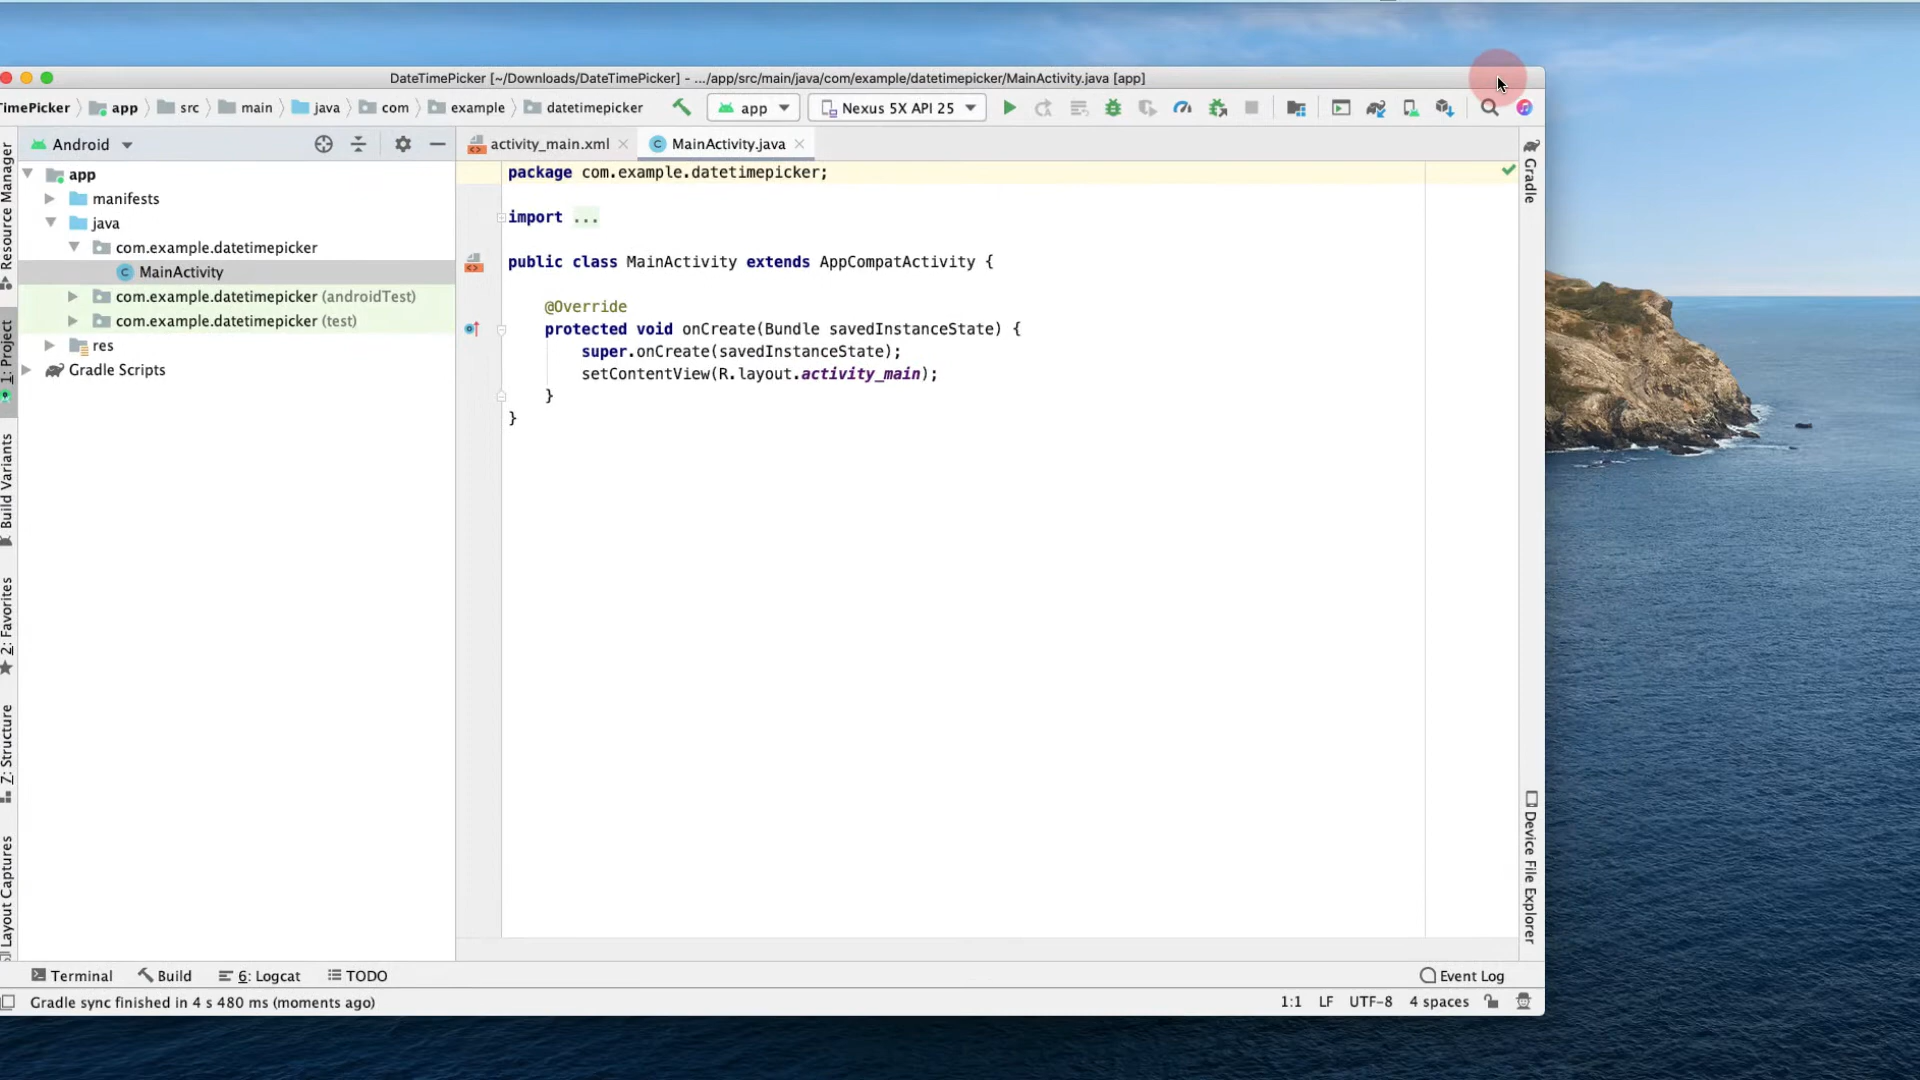 DateTimePicker [~/Downloads/DateTimePicker] - .../app/src/main/java/com/example/datetimepicker/MainActivity.java [app]
TimePicker app src main java com example datetimepicker app Nexus 5X API 25
Android
activity_main.xml MainActivity.java
app
manifests
java
com.example.datetimepicker
MainActivity
com.example.datetimepicker (androidTest)
com.example.datetimepicker (test)
res
Gradle Scripts
package com.example.datetimepicker;
import ...
public class MainActivity extends AppCompatActivity {
@Override
protected void onCreate(Bundle savedInstanceState) {
super.onCreate(savedInstanceState);
setContentView(R.layout.activity_main);
}
}
Resource Manager
1: Project
Build Variants
2: Favorites
7: Structure
Layout Captures
Gradle
Device File Explorer
Terminal Build 6: Logcat TODO Event Log
Gradle sync finished in 4 s 480 ms (moments ago) 1:1 LF UTF-8 4 spaces